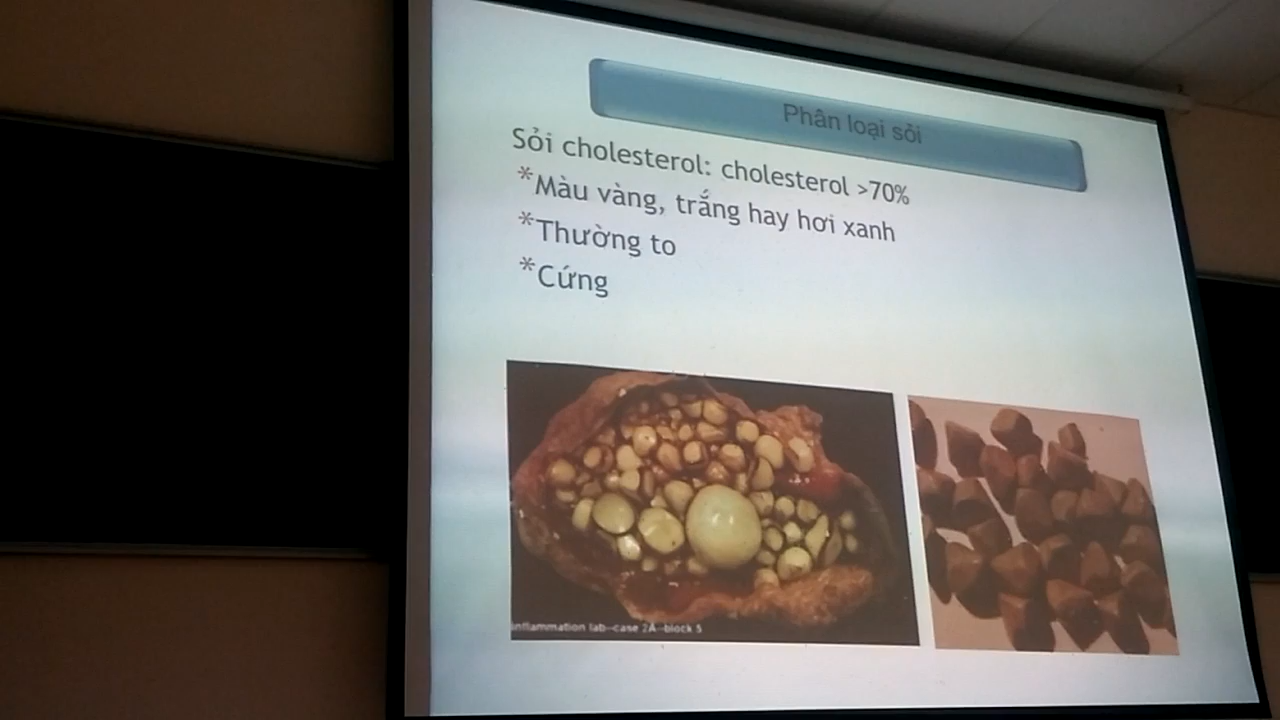 Phân loại sỏi
Sỏi cholesterol: cholesterol >70%
*Màu vàng, trắng hay hơi xanh
*Thường to
*Cứng
inflammation lab--case 2A--block 5